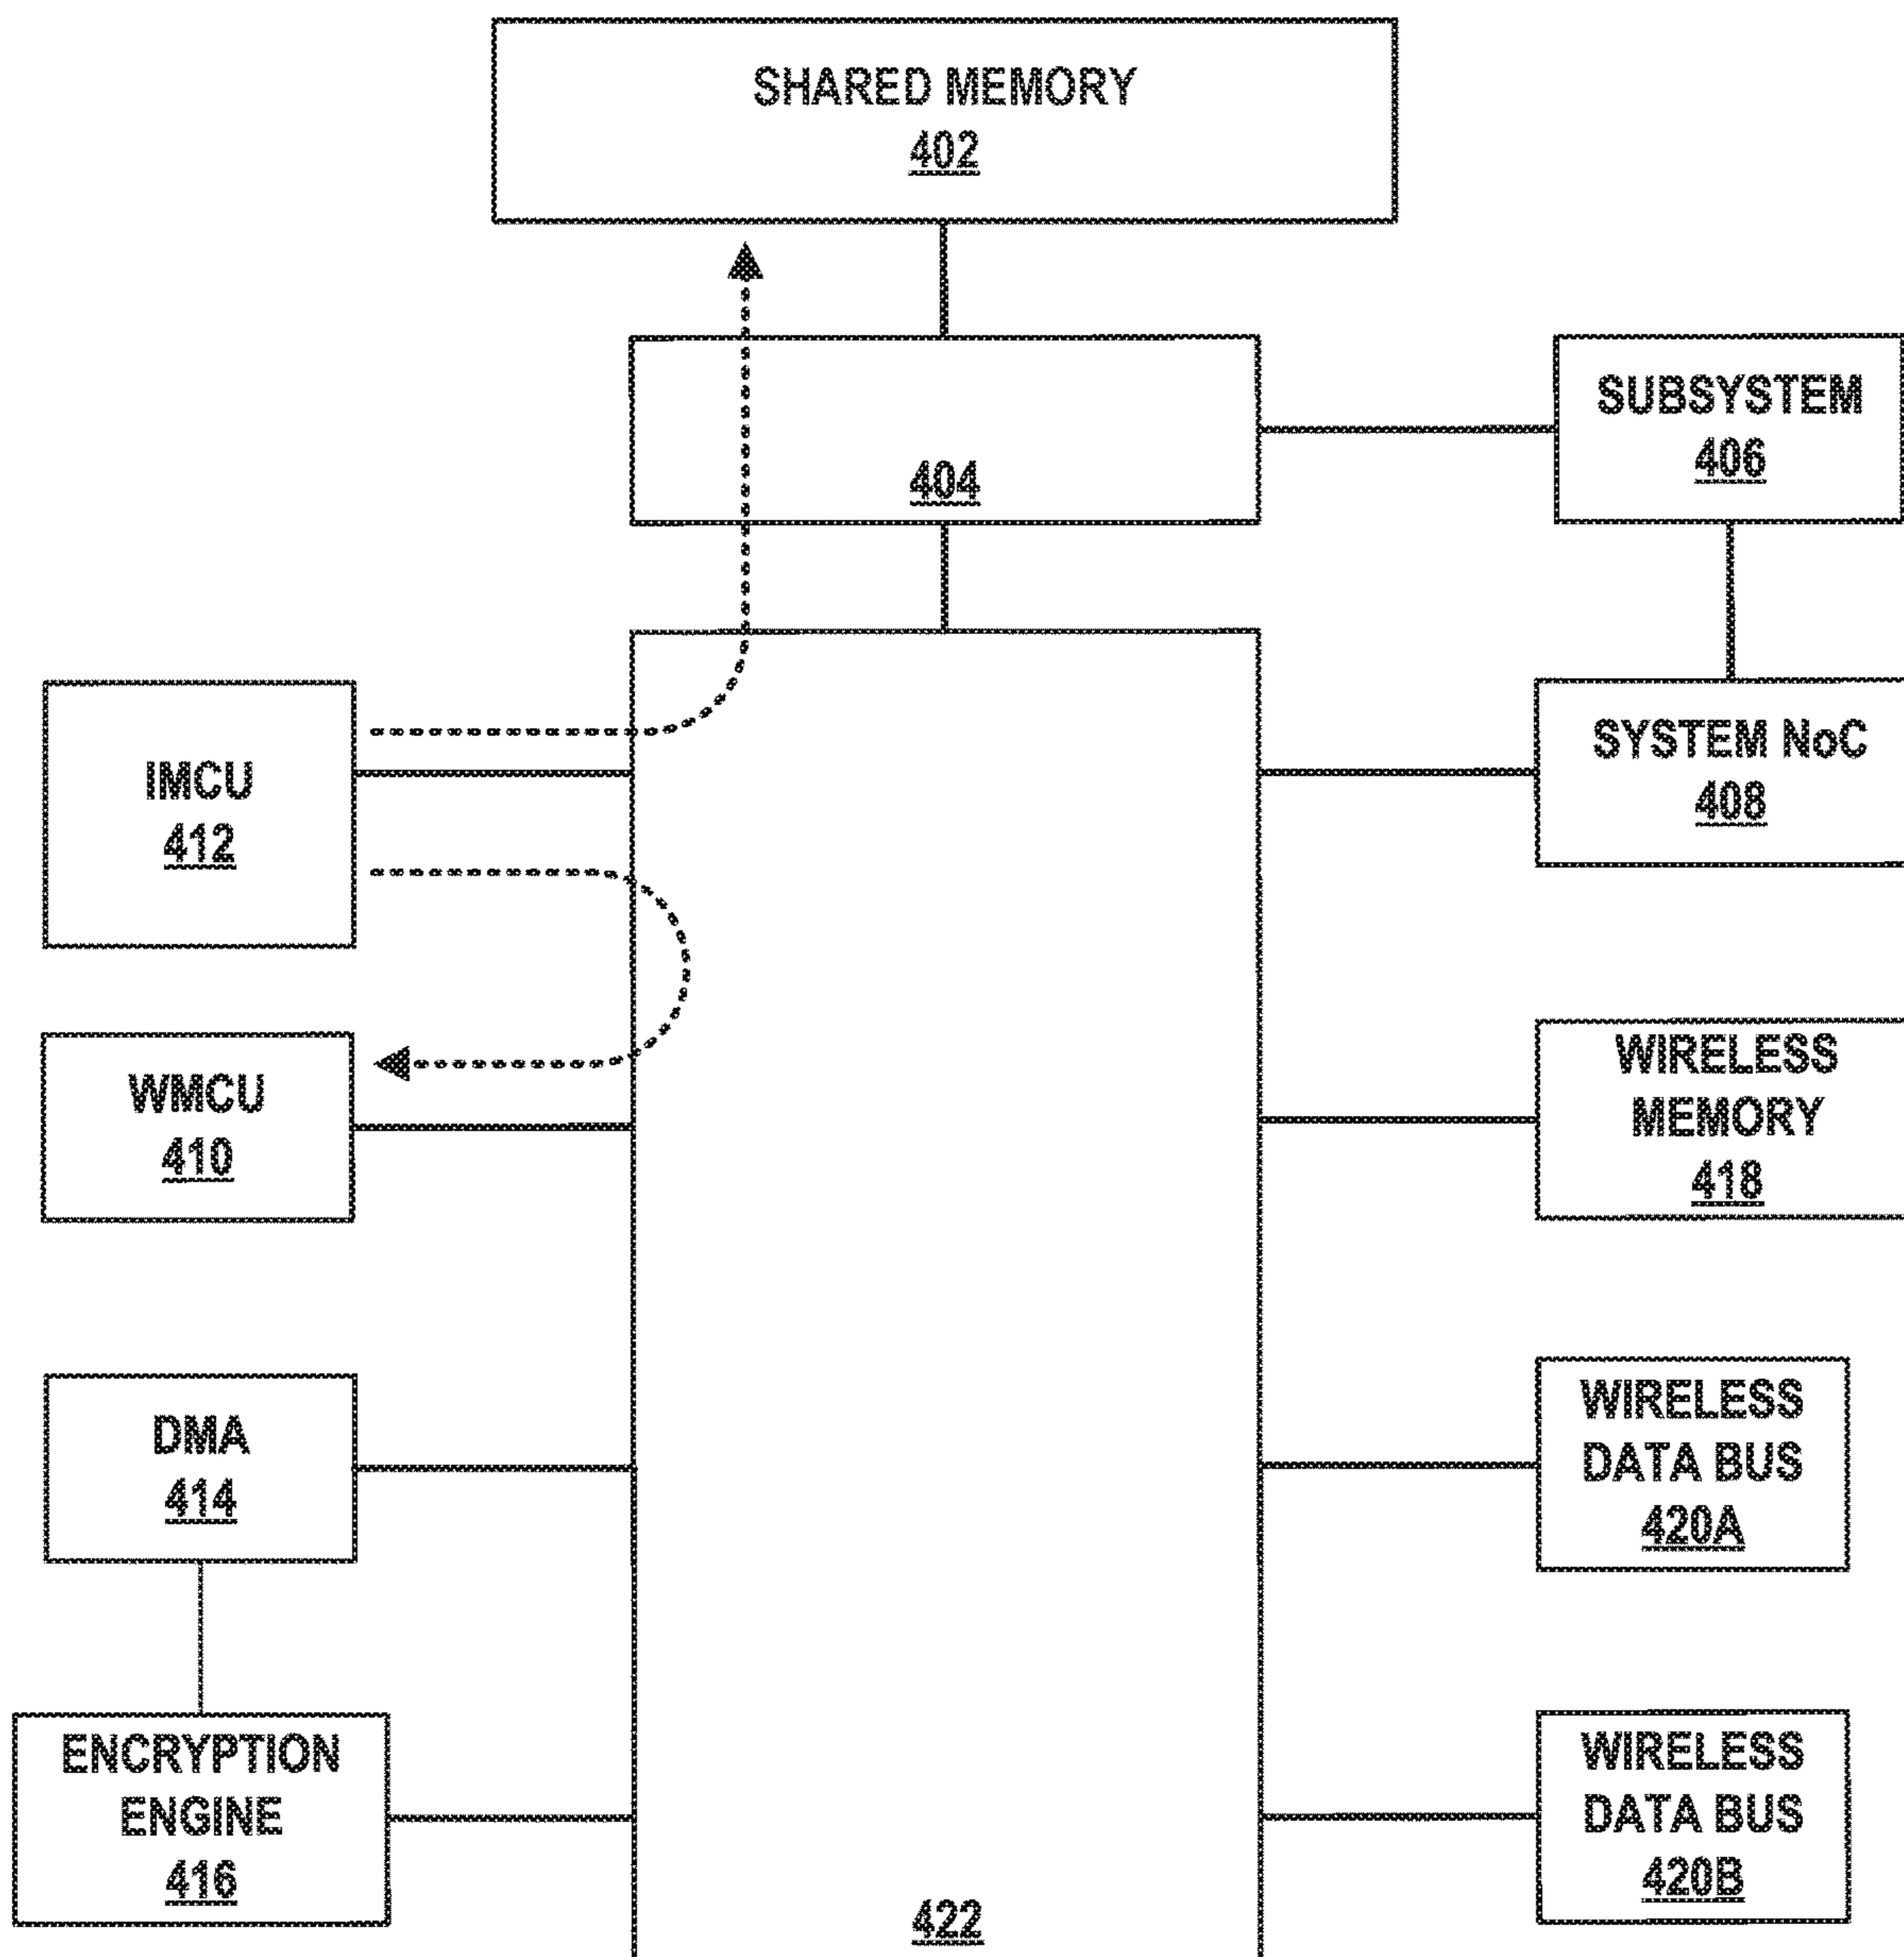 SHARED MEMORY
402
404
SUBSYSTEM
406
SYSTEM NoC
408
IMCU
412
WMCU
410
WIRELESS
MEMORY
418
DMA
414
WIRELESS
DATA BUS
420A
ENCRYPTION
ENGINE
416
WIRELESS
DATA BUS
420B
422